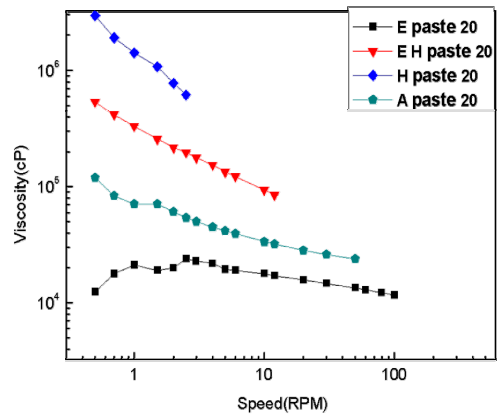 E paste 20
E H paste 20
H paste 20
A paste 20
10⁶
10⁵
10⁴
Viscosity(cP)
1
10
100
Speed(RPM)